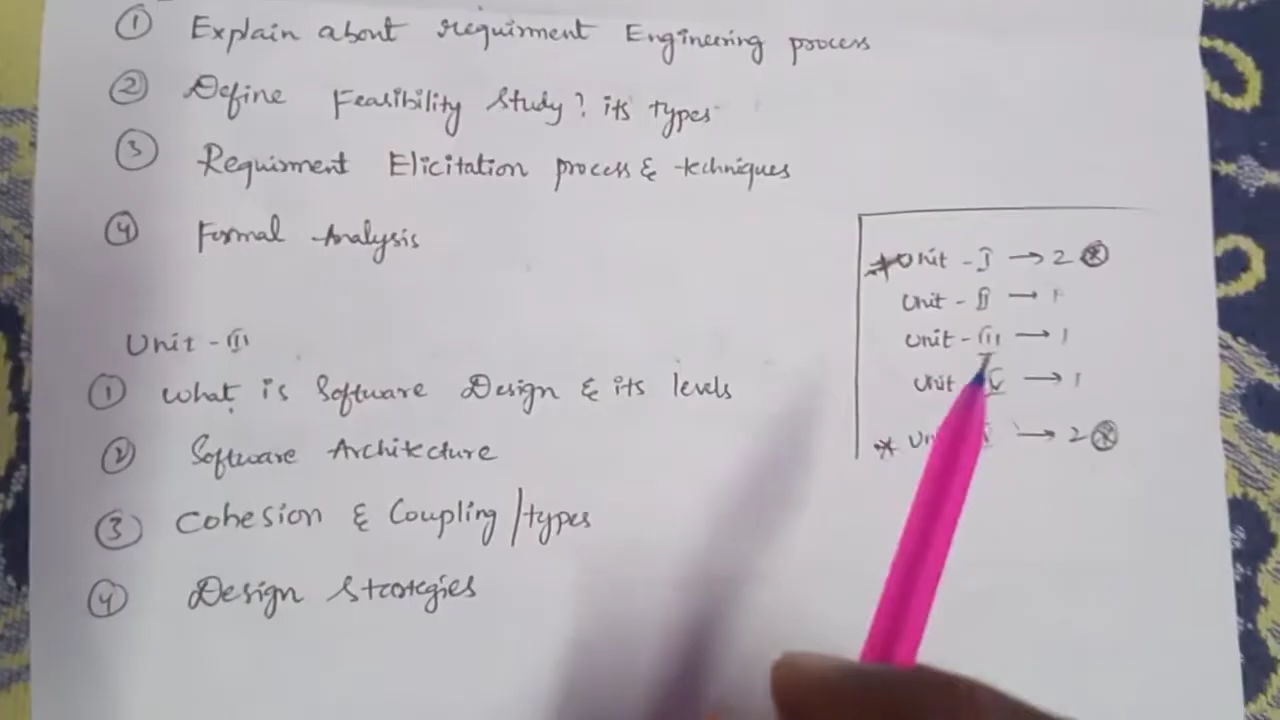 ① Explain about requirment Engineering process
② Define Feasibility study? its types
③ Requirment Elicitation process & techniques
④ Formal Analysis
Unit - III
① what is Software Design & its levels
② Software Architecture
③ Cohesion & Coupling / types
④ Design Strategies
* Unit - I → 2 *
Unit - II → 1
Unit - III → 1
Unit → 1
* → 2 *